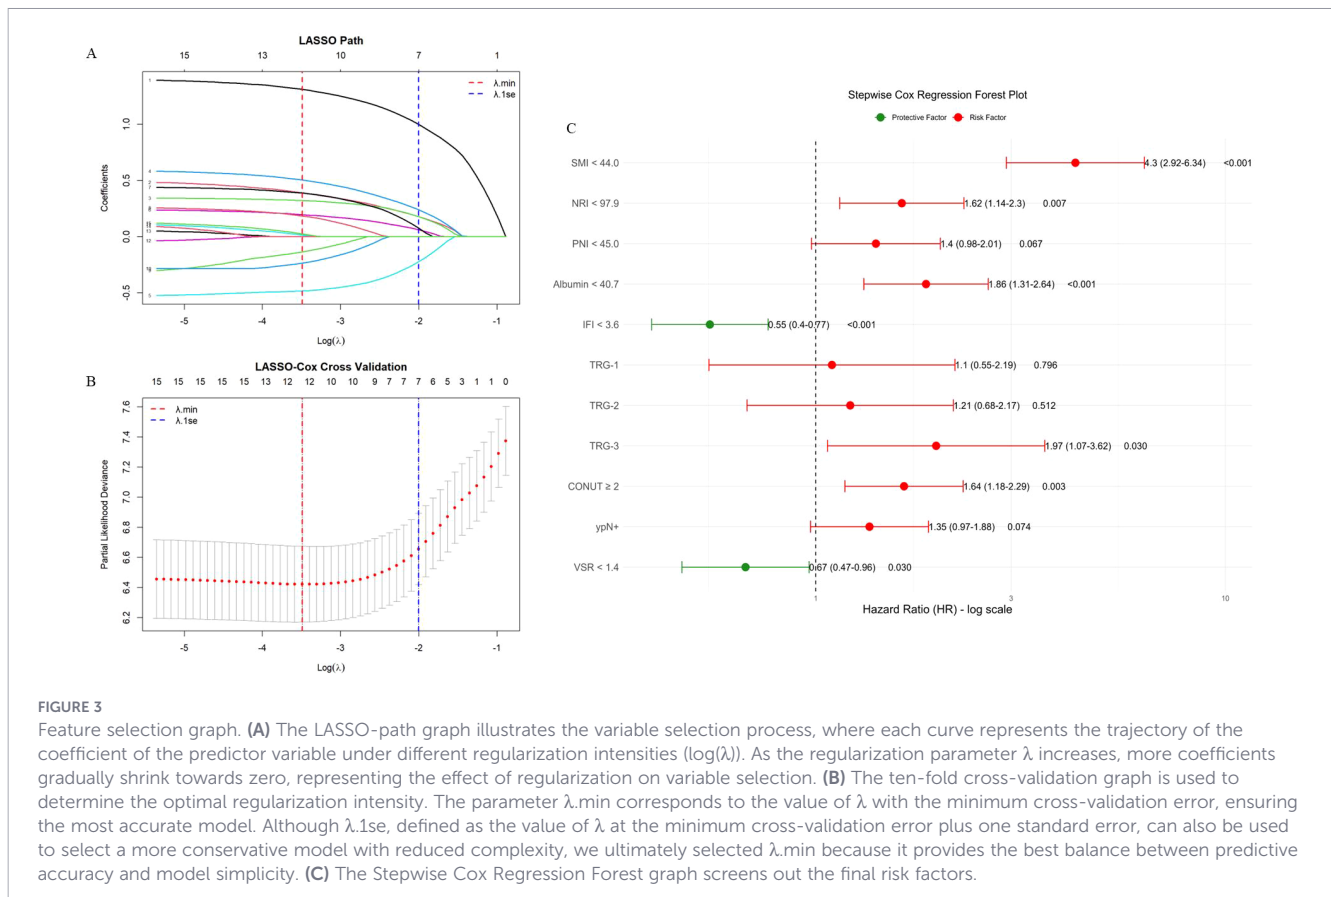 A
LASSO Path
15 13 10 7 1
λ.min
λ.1se
Coefficients
1.0
0.5
0.0
-0.5
-5 -4 -3 -2 -1
Log(λ)
B
LASSO-Cox Cross Validation
15 15 15 15 15 13 12 12 10 10 9 7 7 7 6 5 3 1 1 0
λ.min
λ.1se
Partial Likelihood Deviance
7.6
7.4
7.2
7.0
6.8
6.6
6.4
6.2
-5 -4 -3 -2 -1
Log(λ)
Stepwise Cox Regression Forest Plot
Protective Factor Risk Factor
C
SMI < 44.0 4.3 (2.92-6.34) <0.001
NRI < 97.9 1.62 (1.14-2.3) 0.007
PNI < 45.0 1.4 (0.98-2.01) 0.067
Albumin < 40.7 1.86 (1.31-2.64) <0.001
IFI < 3.6 0.55 (0.4-0.77) <0.001
TRG-1 1.1 (0.55-2.19) 0.796
TRG-2 1.21 (0.68-2.17) 0.512
TRG-3 1.97 (1.07-3.62) 0.030
CONUT ≥ 2 1.64 (1.18-2.29) 0.003
ypN+ 1.35 (0.97-1.88) 0.074
VSR < 1.4 0.67 (0.47-0.96) 0.030
1 3 10
Hazard Ratio (HR) - log scale
FIGURE 3
Feature selection graph. (A) The LASSO-path graph illustrates the variable selection process, where each curve represents the trajectory of the
coefficient of the predictor variable under different regularization intensities (log(λ)). As the regularization parameter λ increases, more coefficients
gradually shrink towards zero, representing the effect of regularization on variable selection. (B) The ten-fold cross-validation graph is used to
determine the optimal regularization intensity. The parameter λ.min corresponds to the value of λ with the minimum cross-validation error, ensuring
the most accurate model. Although λ.1se, defined as the value of λ at the minimum cross-validation error plus one standard error, can also be used
to select a more conservative model with reduced complexity, we ultimately selected λ.min because it provides the best balance between predictive
accuracy and model simplicity. (C) The Stepwise Cox Regression Forest graph screens out the final risk factors.